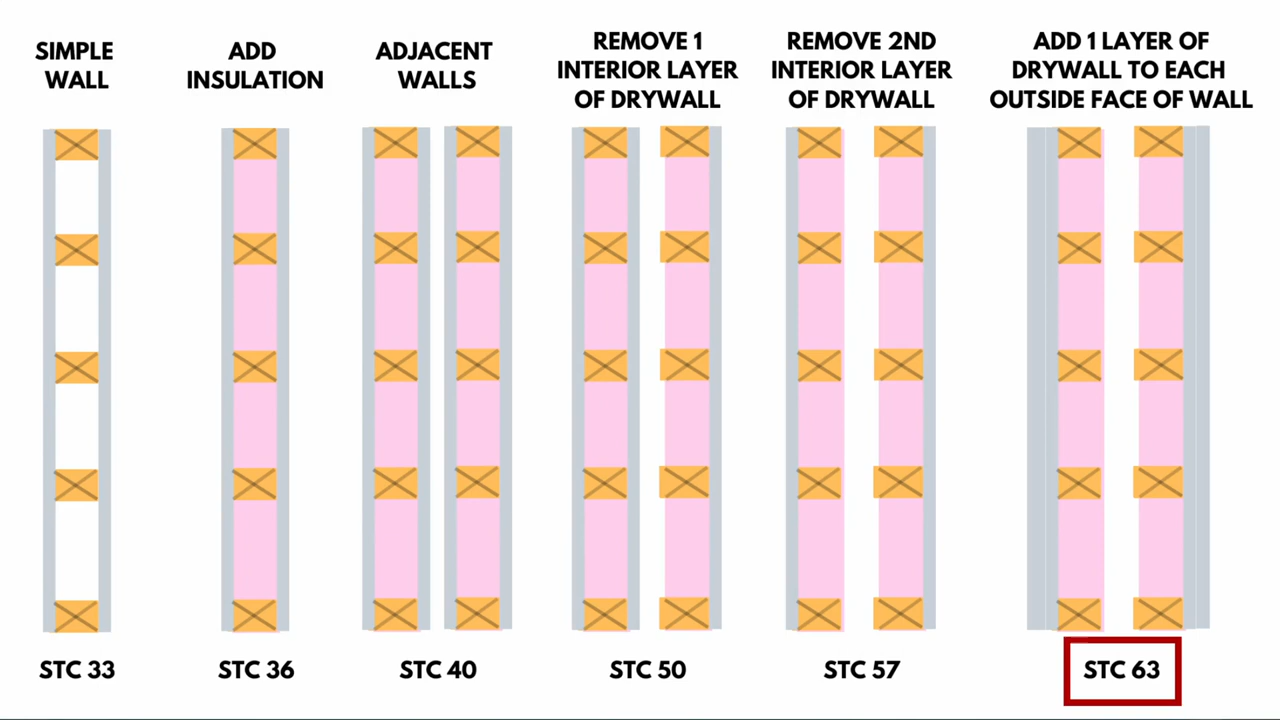 SIMPLE
WALL
ADD
INSULATION
ADJACENT
WALLS
REMOVE 1
INTERIOR LAYER
OF DRYWALL
REMOVE 2ND
INTERIOR LAYER
OF DRYWALL
ADD 1 LAYER OF
DRYWALL TO EACH
OUTSIDE FACE OF WALL
STC 33
STC 36
STC 40
STC 50
STC 57
STC 63